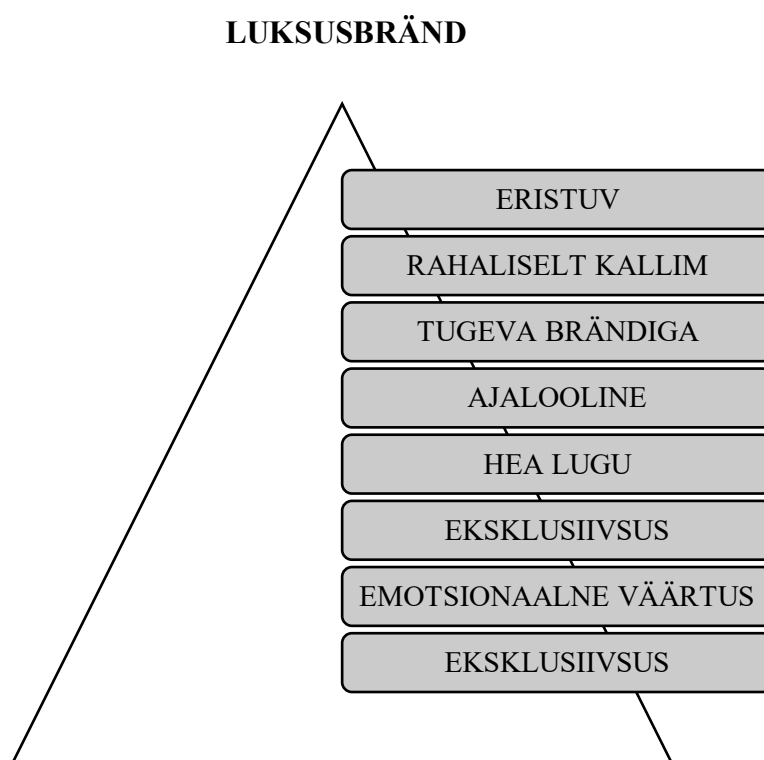 LUKSUSBRÄND
ERISTUV
RAHALISELT KALLIM
TUGEVA BRÄNDIGA
AJALOOLINE
HEA LUGU
EKSKLUSIIVSUS
EMOTSIONAALNE VÄÄRTUS
EKSKLUSIIVSUS